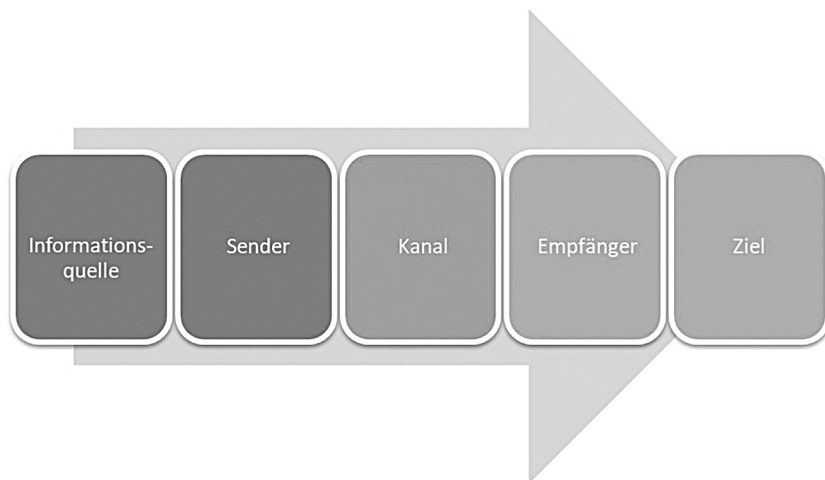 Informations-
quelle
Sender
Kanal
Empfänger
Ziel